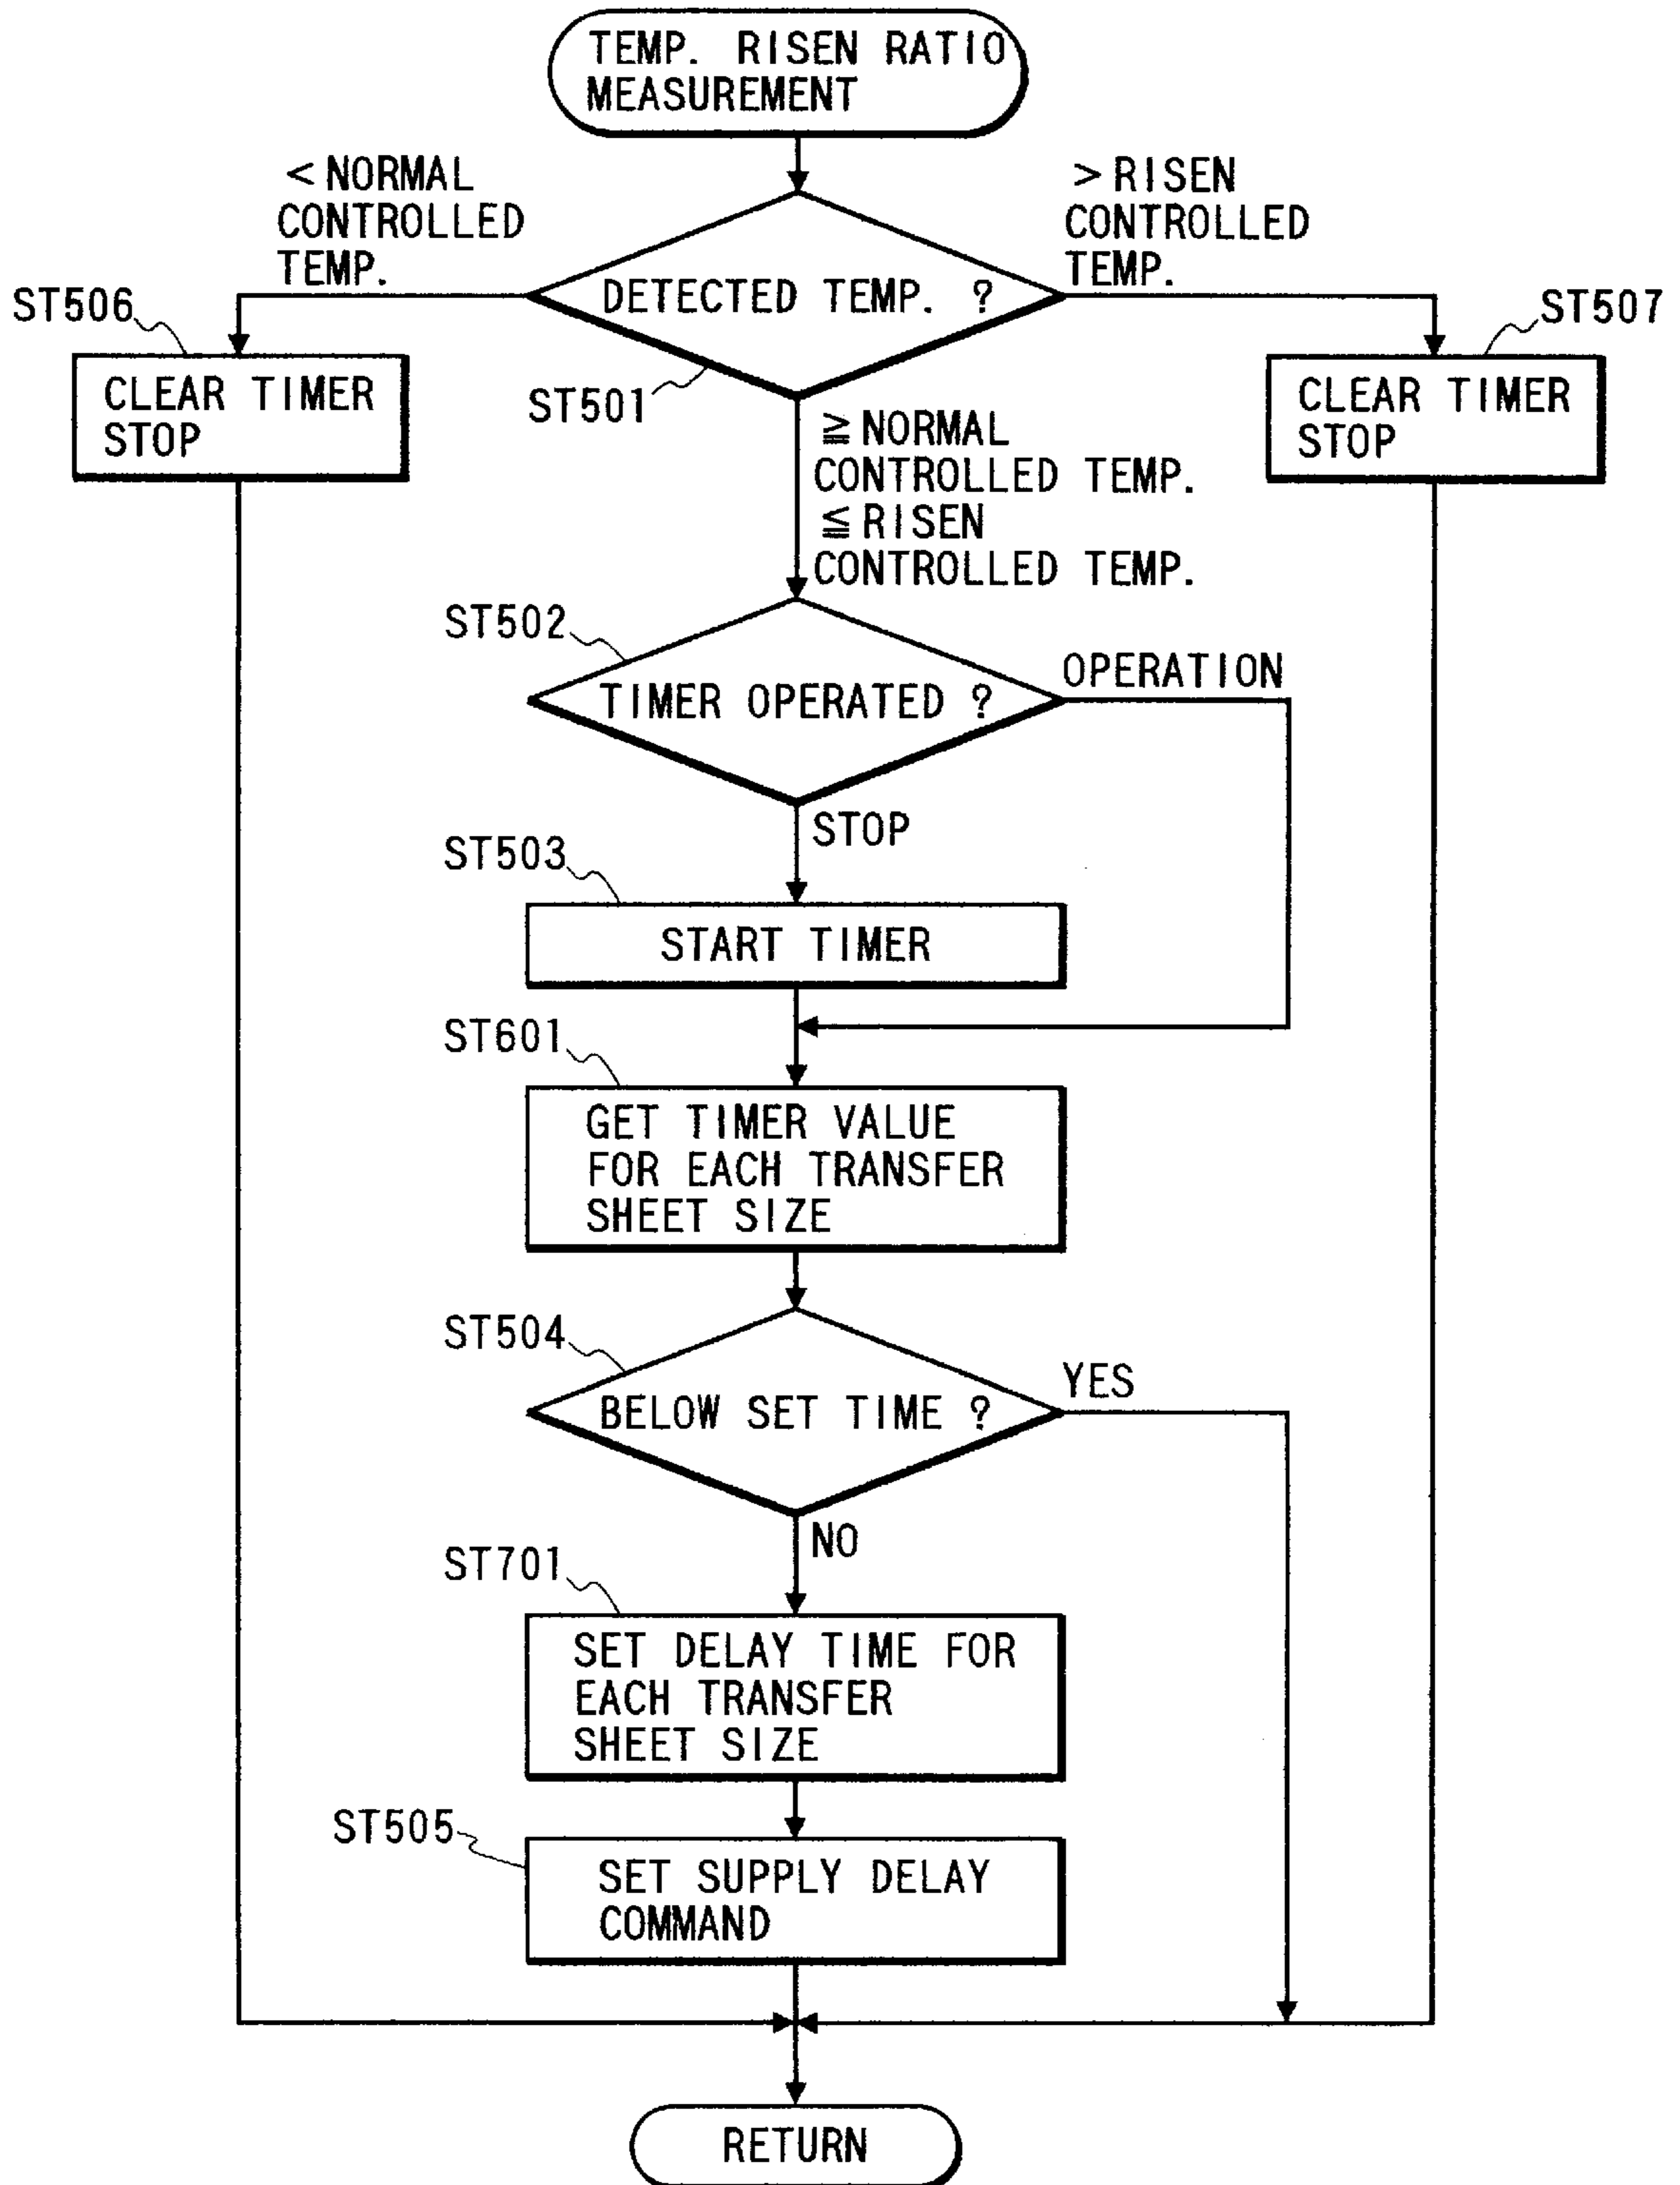 TEMP. RISEN RATIO
MEASUREMENT
< NORMAL
CONTROLLED
TEMP.
> RISEN
CONTROLLED
TEMP.
DETECTED TEMP. ?
ST506
ST507
CLEAR TIMER
STOP
ST501
CLEAR TIMER
STOP
≧ NORMAL
CONTROLLED TEMP.
≦ RISEN
CONTROLLED TEMP.
ST502
TIMER OPERATED ?
OPERATION
STOP
ST503
START TIMER
ST601
GET TIMER VALUE
FOR EACH TRANSFER
SHEET SIZE
ST504
BELOW SET TIME ?
YES
NO
ST701
SET DELAY TIME FOR
EACH TRANSFER
SHEET SIZE
ST505
SET SUPPLY DELAY
COMMAND
RETURN